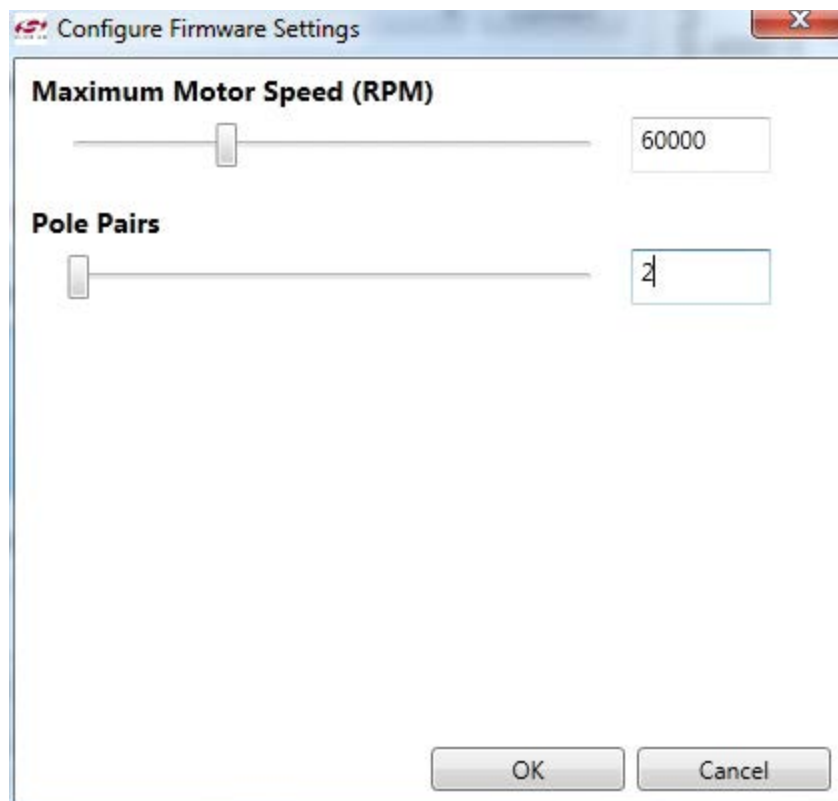 Configure Firmware Settings
Maximum Motor Speed (RPM)
60000
Pole Pairs
2
OK
Cancel